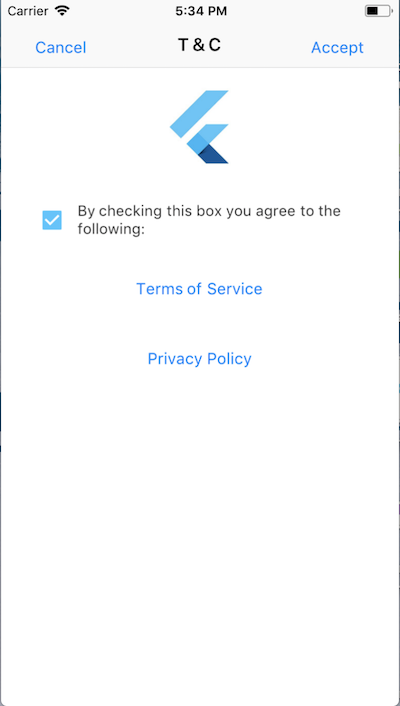 Carrier 5:34 PM
Cancel T & C Accept
By checking this box you agree to the
following:
Terms of Service
Privacy Policy